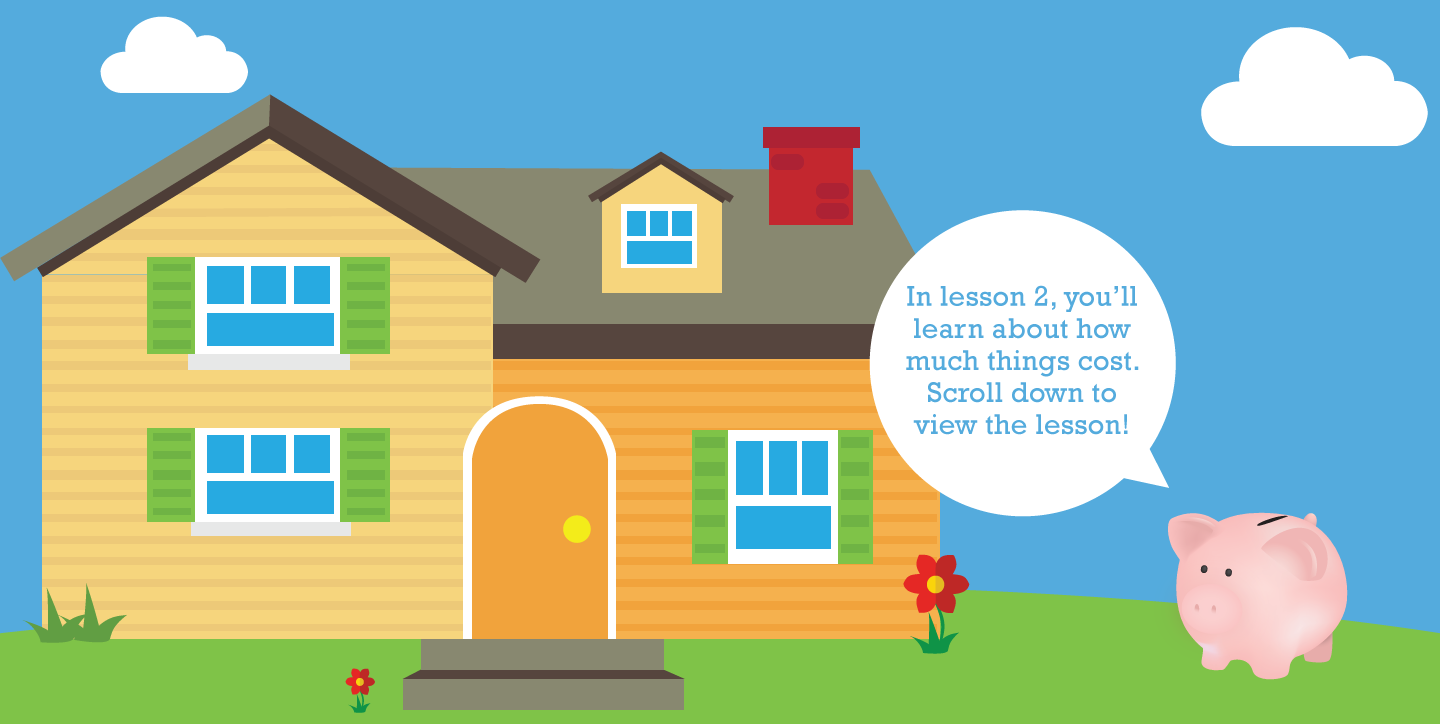 In lesson 2, you’ll
learn about how
much things cost.
Scroll down to
view the lesson!